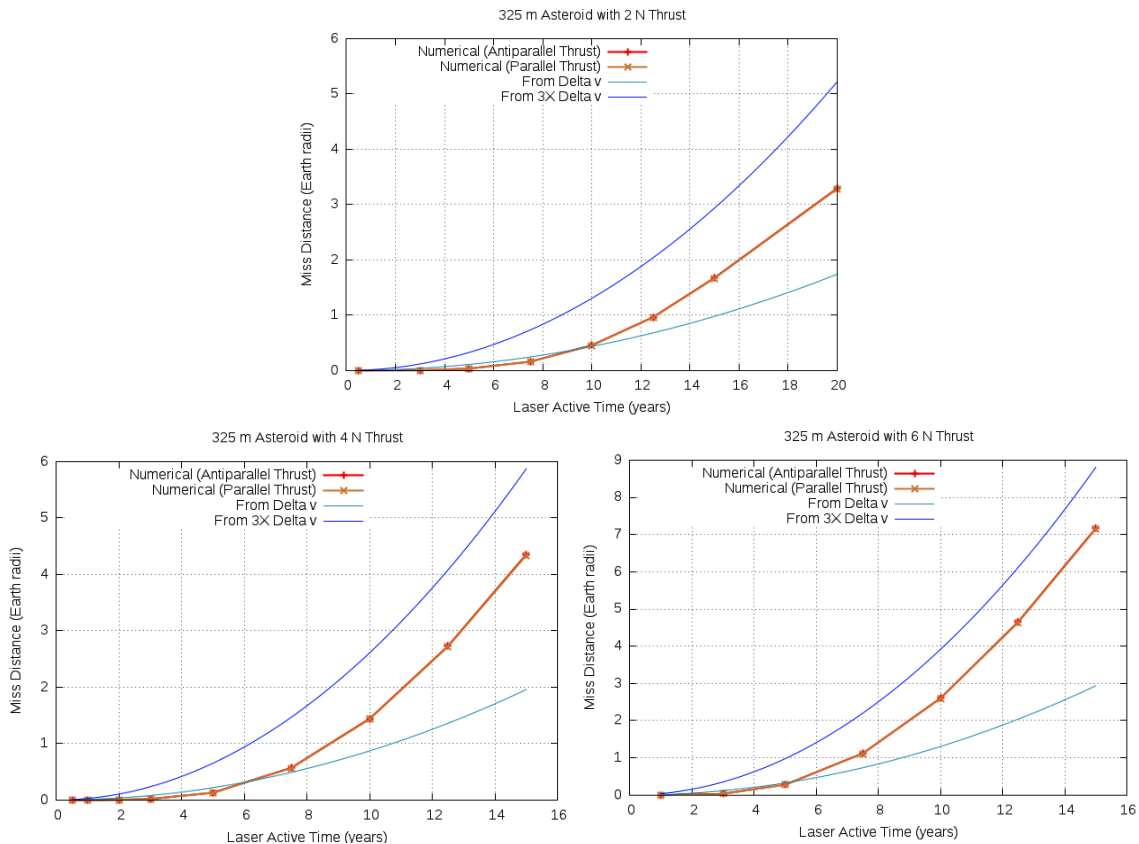 325 m Asteroid with 2 N Thrust
Numerical (Antiparallel Thrust)
Numerical (Parallel Thrust)
From Delta v
From 3X Delta v
Miss Distance (Earth radii)
6
5
4
3
2
1
0
0 2 4 6 8 10 12 14 16 18 20
Laser Active Time (years)
325 m Asteroid with 4 N Thrust
Numerical (Antiparallel Thrust)
Numerical (Parallel Thrust)
From Delta v
From 3X Delta v
Miss Distance (Earth radii)
6
5
4
3
2
1
0
0 2 4 6 8 10 12 14 16
Laser Active Time (years)
325 m Asteroid with 6 N Thrust
Numerical (Antiparallel Thrust)
Numerical (Parallel Thrust)
From Delta v
From 3X Delta v
Miss Distance (Earth radii)
9
8
7
6
5
4
3
2
1
0
0 2 4 6 8 10 12 14 16
Laser Active Time (years)